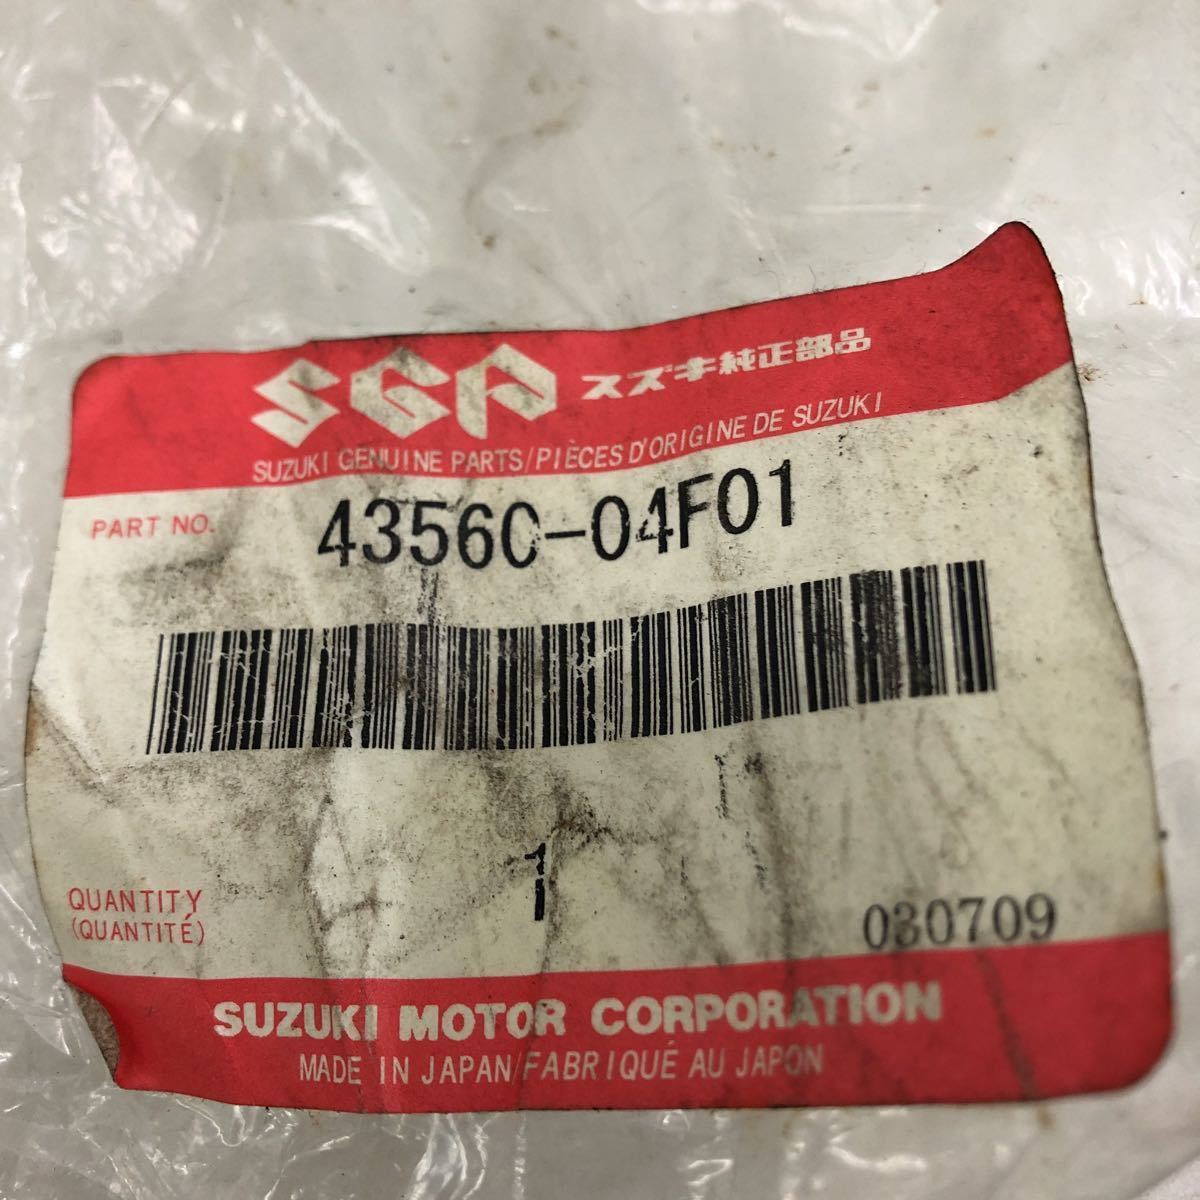 SGP スズキ純正部品
SUZUKI GENUINE PARTS/PIÈCES D'ORIGINE DE SUZUKI
PART NO. 43560-04F01
1
QUANTITY
(QUANTITÉ)
030709
SUZUKI MOTOR CORPORATION
MADE IN JAPAN/FABRIQUÉ AU JAPON